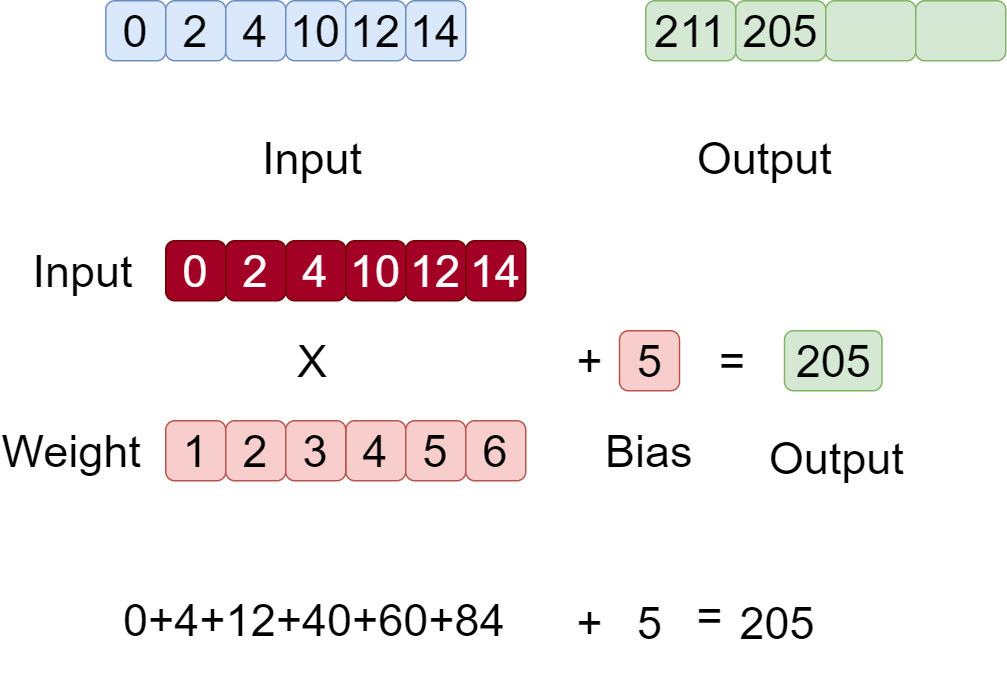 0 2 4 10 12 14 211 205
Input Output
Input 0 2 4 10 12 14
X + 5 = 205
Weight 1 2 3 4 5 6 Bias Output
0+4+12+40+60+84 + 5 = 205